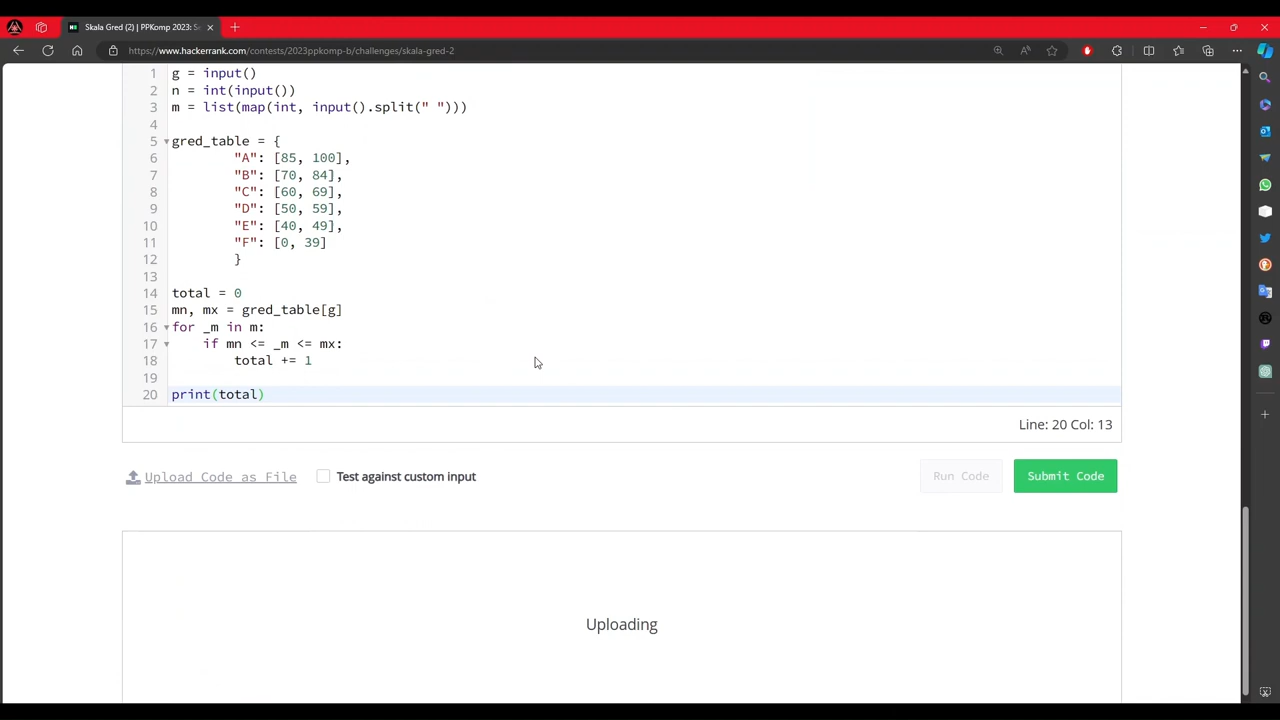 Skala Gred (2) | PPKomp 2023: Se
https://www.hackerrank.com/contests/2023ppkomp-b/challenges/skala-gred-2
1 g = input()
2 n = int(input())
3 m = list(map(int, input().split(" ")))
4
5 gred_table = {
6 "A": [85, 100],
7 "B": [70, 84],
8 "C": [60, 69],
9 "D": [50, 59],
10 "E": [40, 49],
11 "F": [0, 39]
12 }
13
14 total = 0
15 mn, mx = gred_table[g]
16 for _m in m:
17 if mn <= _m <= mx:
18 total += 1
19
20 print(total)
Line: 20 Col: 13
Upload Code as File Test against custom input Run Code Submit Code
Uploading